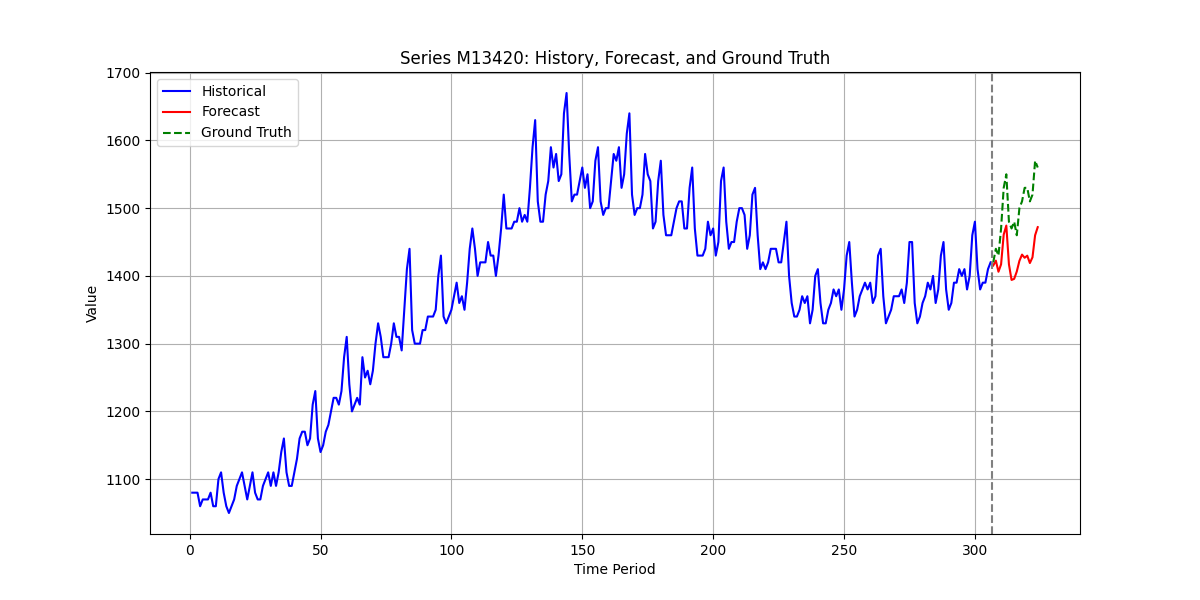 Series M13420: History, Forecast, and Ground Truth
Historical
Forecast
Ground Truth
Value
1700
1600
1500
1400
1300
1200
1100
0
50
100
150
200
250
300
Time Period